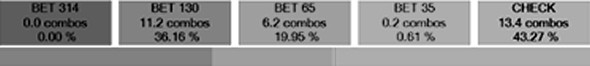 BET 314
0.0 combos
0.00 %
BET 130
11.2 combos
36.16 %
BET 65
6.2 combos
19.95 %
BET 35
0.2 combos
0.61 %
CHECK
13.4 combos
43.27 %